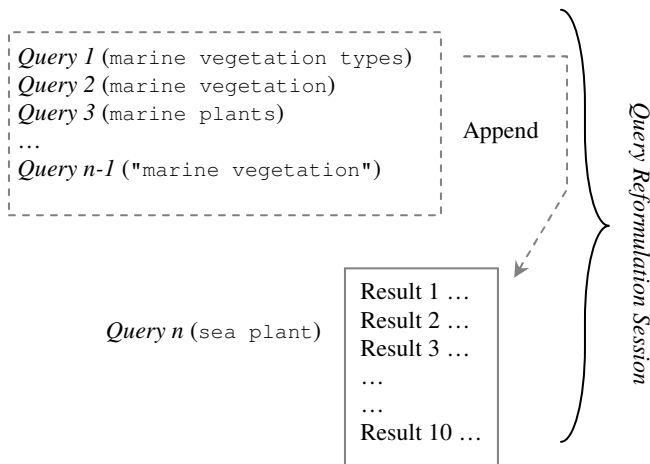 Query 1 (marine vegetation types)
Query 2 (marine vegetation)
Query 3 (marine plants)
…
Query n-1 ("marine vegetation")
Append
Query n (sea plant)
Result 1 …
Result 2 …
Result 3 …
…
…
Result 10 …
Query Reformulation Session